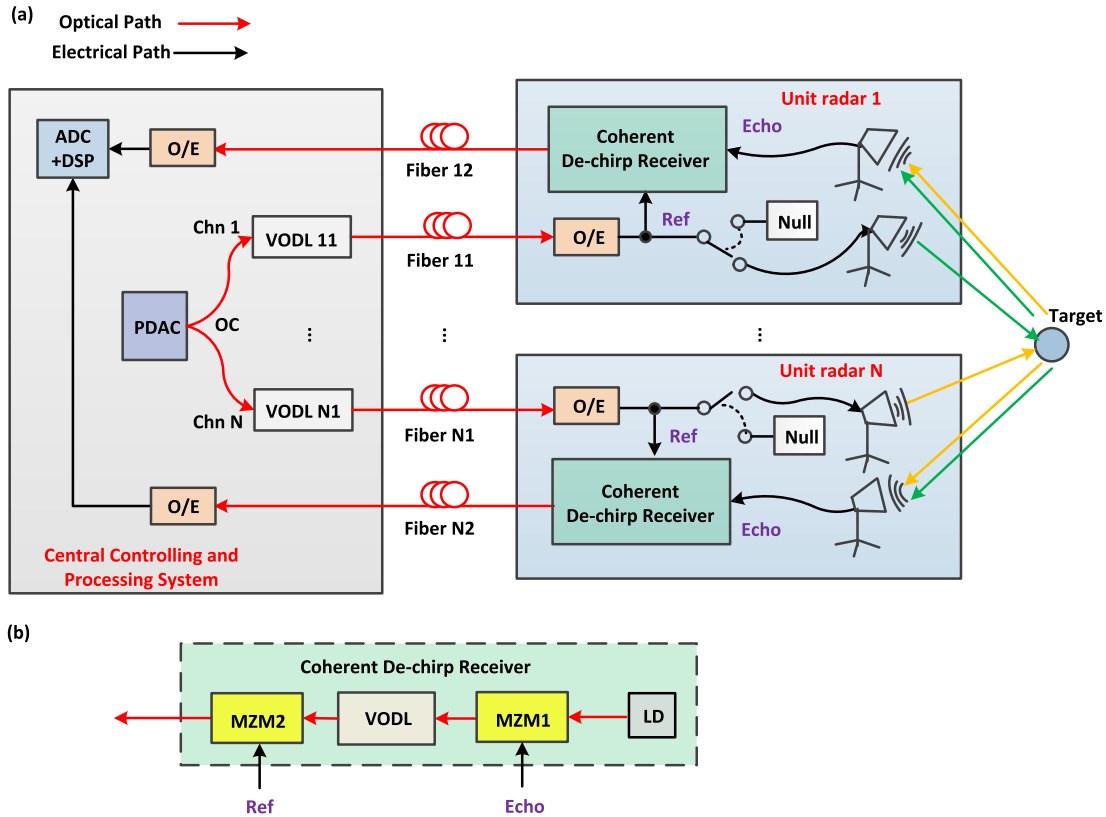 (a)
Optical Path
Electrical Path
ADC
+DSP
O/E
Fiber 12
Coherent
De-chirp Receiver
Echo
Unit radar 1
Chn 1
VODL 11
Fiber 11
O/E
Ref
Null
PDAC
OC
...
...
...
Target
Chn N
VODL N1
Fiber N1
O/E
Ref
Null
Unit radar N
O/E
Fiber N2
Coherent
De-chirp Receiver
Echo
Central Controlling and
Processing System
(b)
Coherent De-chirp Receiver
MZM2
VODL
MZM1
LD
Ref
Echo